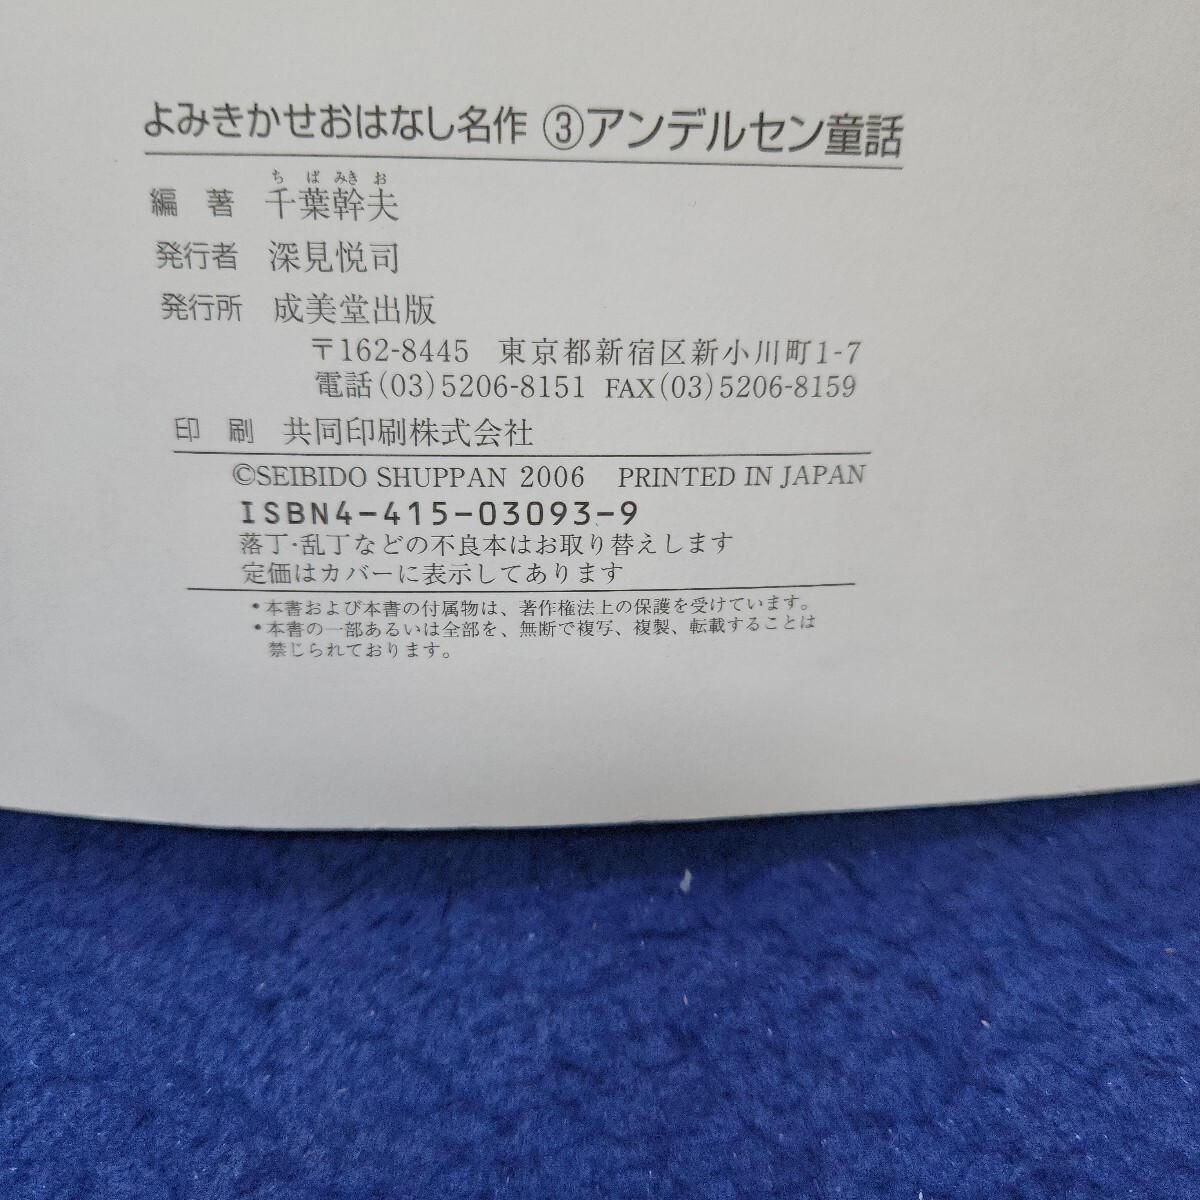 よみきかせおはなし名作 ③アンデルセン童話
ち ば みき お
編 著 千葉幹夫
発行者 深見悦司
発行所 成美堂出版
〒162-8445 東京都新宿区新小川町1-7
電話(03)5206-8151 FAX(03)5206-8159
印 刷 共同印刷株式会社
©SEIBIDO SHUPPAN 2006 PRINTED IN JAPAN
ISBN4-415-03093-9
落丁・乱丁などの不良本はお取り替えします
定価はカバーに表示してあります
•本書および本書の付属物は、著作権法上の保護を受けています。
•本書の一部あるいは全部を、無断で複写、複製、転載することは
禁じられております。